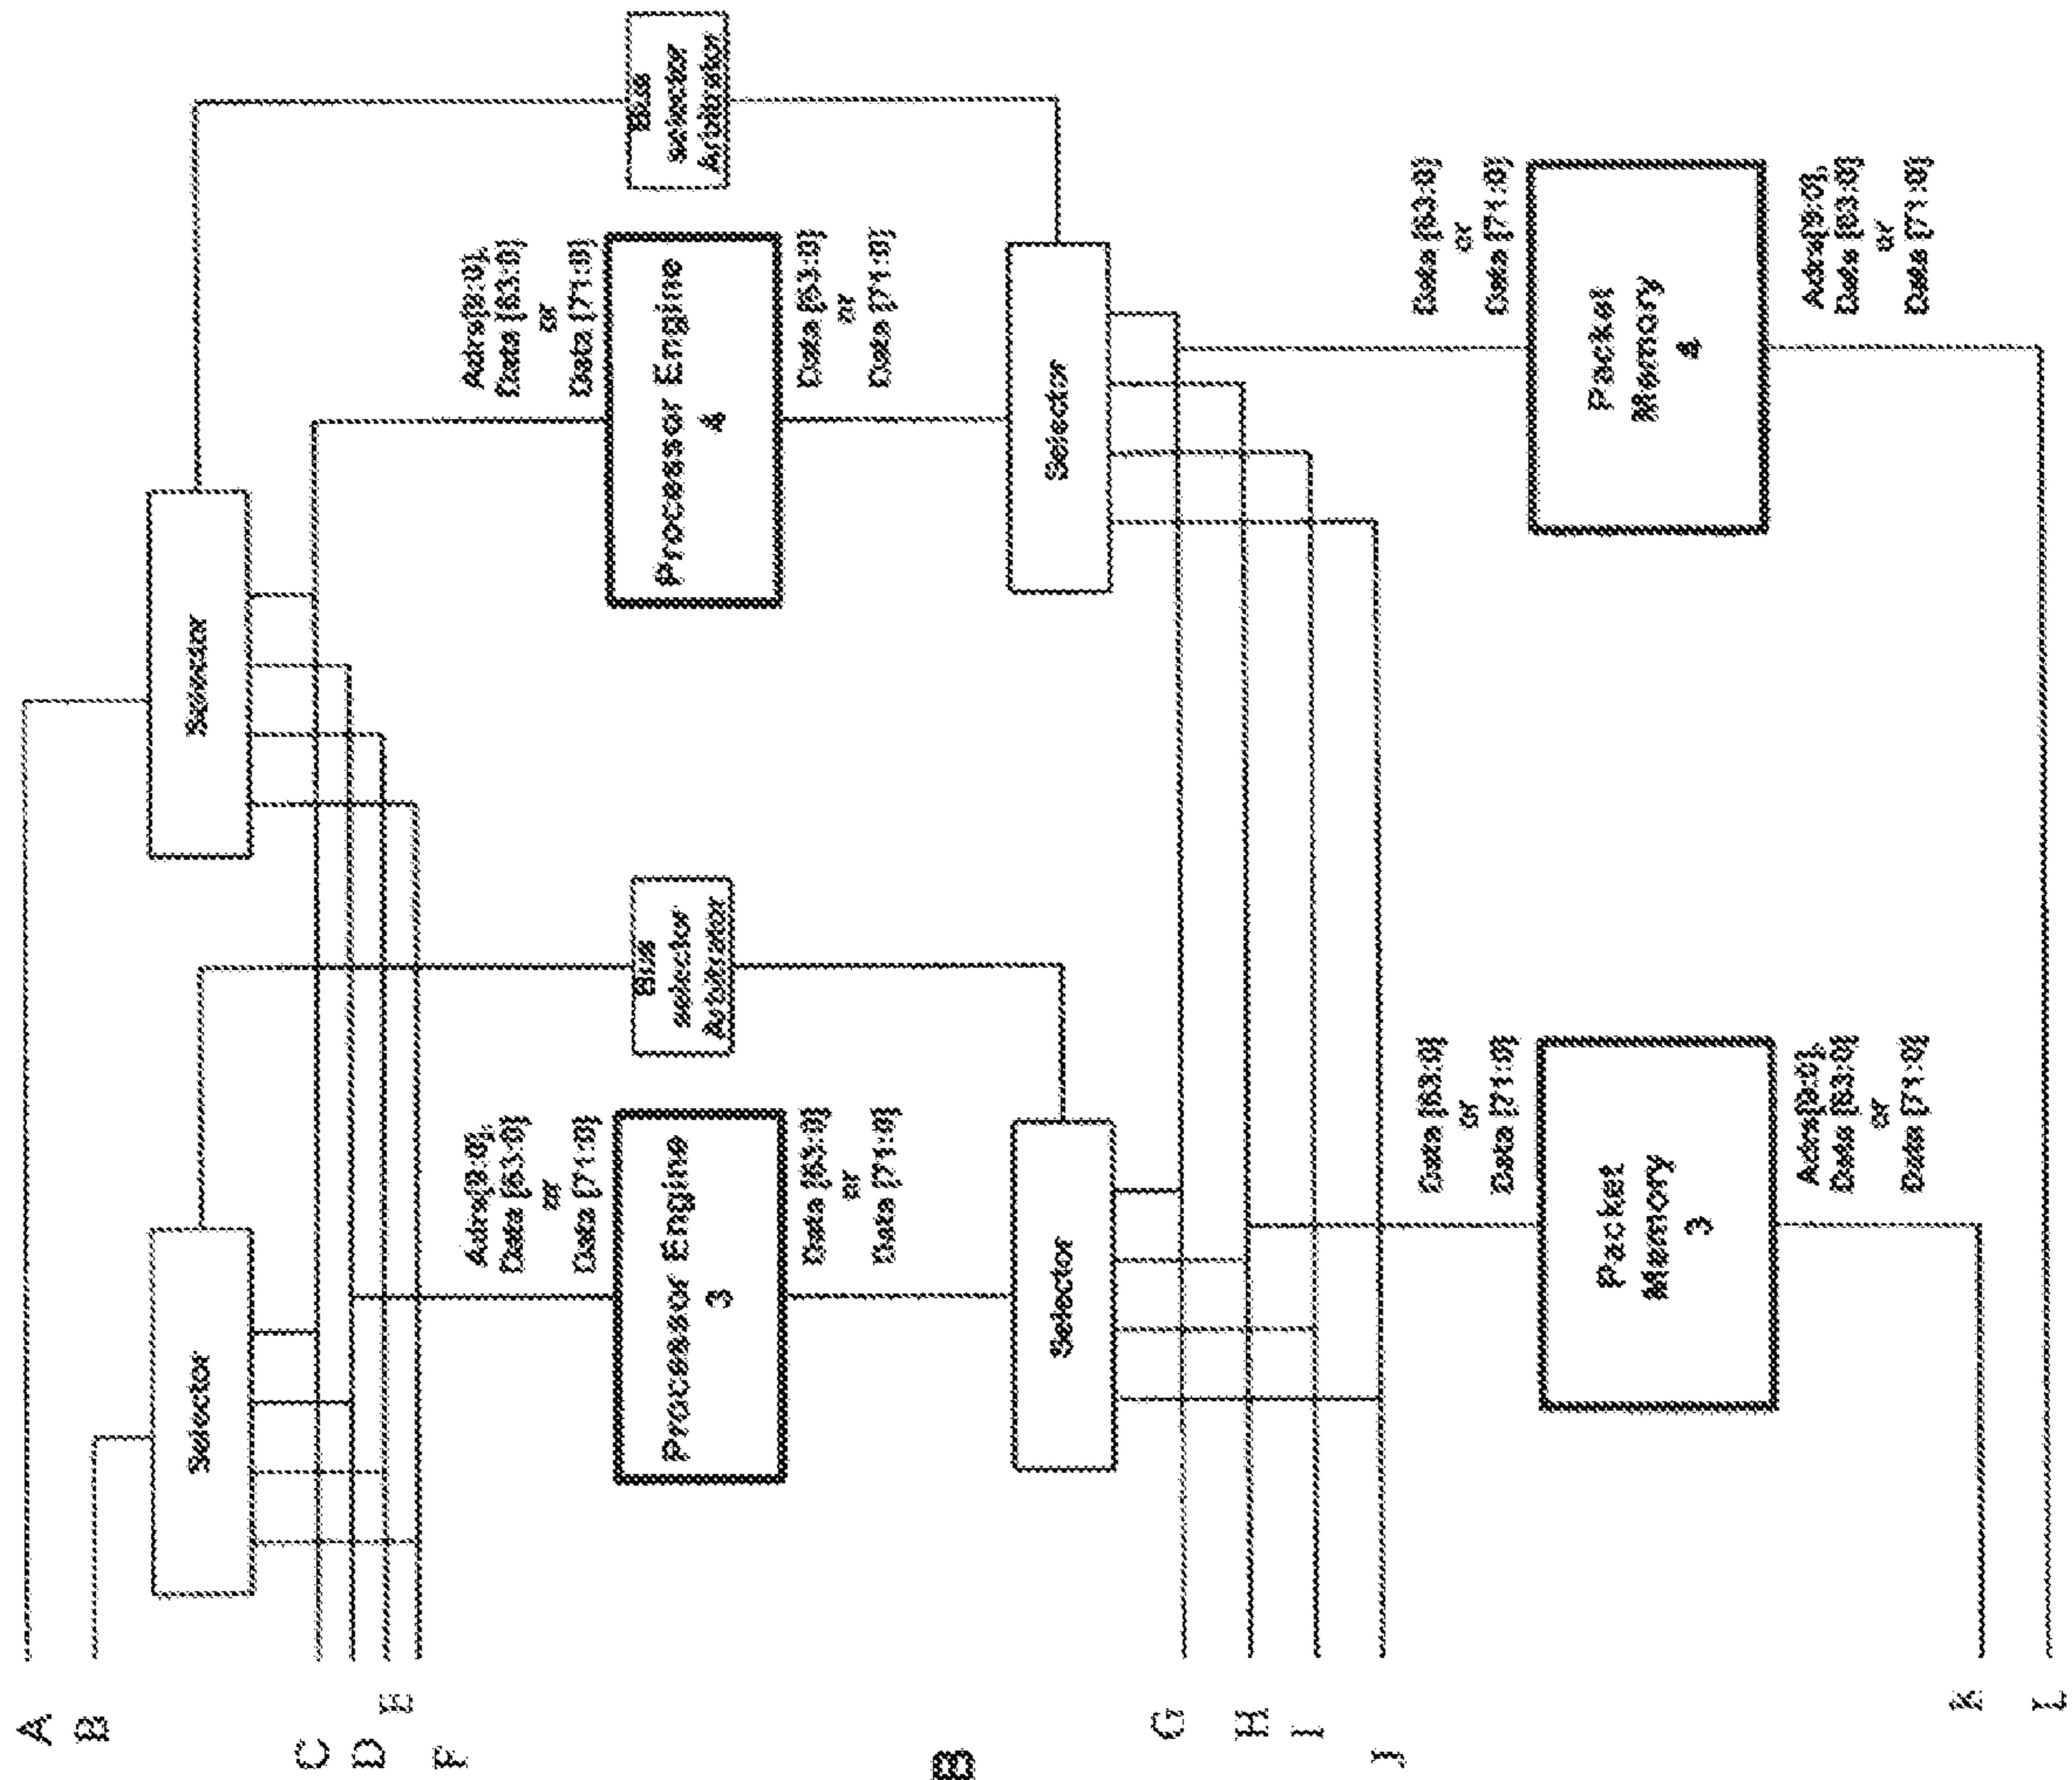 A
B
C
D
E
F
Selector
Selector
Bus
selector
Arbitrator
Bus
selector
Arbitrator
Adrs[9:0],
Data [63:0]
or
Data [71:0]
Processor Engine
3
Data [63:0]
or
Data [71:0]
Adrs[9:0],
Data [63:0]
or
Data [71:0]
Processor Engine
4
Data [63:0]
or
Data [71:0]
B
Selector
Selector
G
H
I
J
Data [63:0]
or
Data [71:0]
Packet
Memory
3
Adrs[9:0],
Data [63:0]
or
Data [71:0]
Data [63:0]
or
Data [71:0]
Packet
Memory
4
Adrs[9:0],
Data [63:0]
or
Data [71:0]
K
L